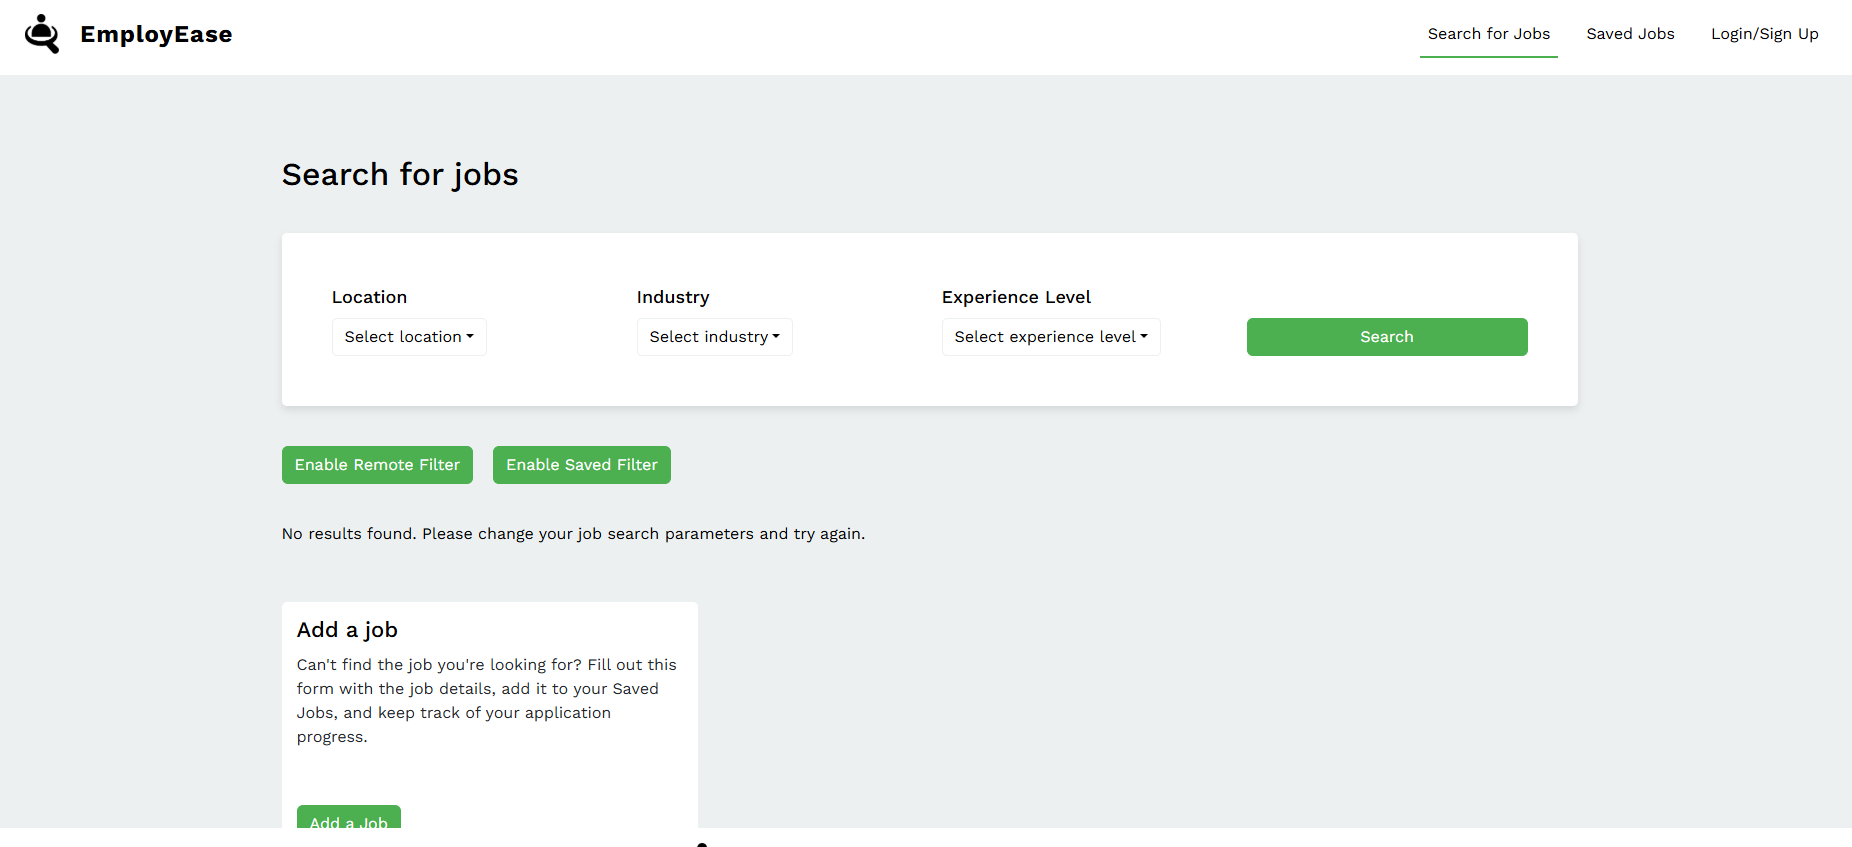 EmployEase
Search for Jobs
Saved Jobs
Login/Sign Up
Search for jobs
Location
Industry
Experience Level
Select location
Select industry
Select experience level
Search
Enable Remote Filter
Enable Saved Filter
No results found. Please change your job search parameters and try again.
Add a job
Can't find the job you're looking for? Fill out this
form with the job details, add it to your Saved
Jobs, and keep track of your application
progress.
Add a Job